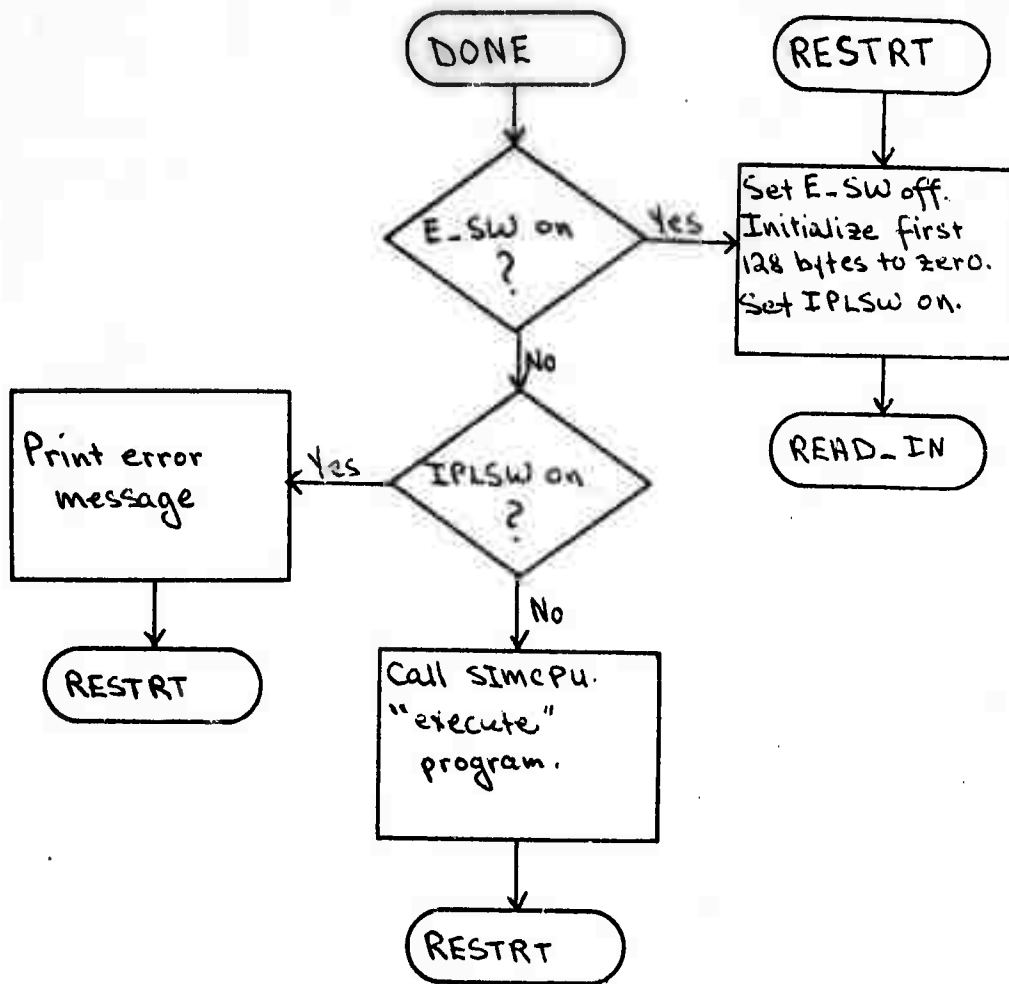 DONE
RESTRT
E_SW on
?
Yes
Set E_SW off.
Initialize first
128 bytes to zero.
Set IPLSW on.
No
READ_IN
Print error
message
Yes
IPLSW on
?
No
RESTRT
Call SIMCPU.
"execute"
program.
RESTRT